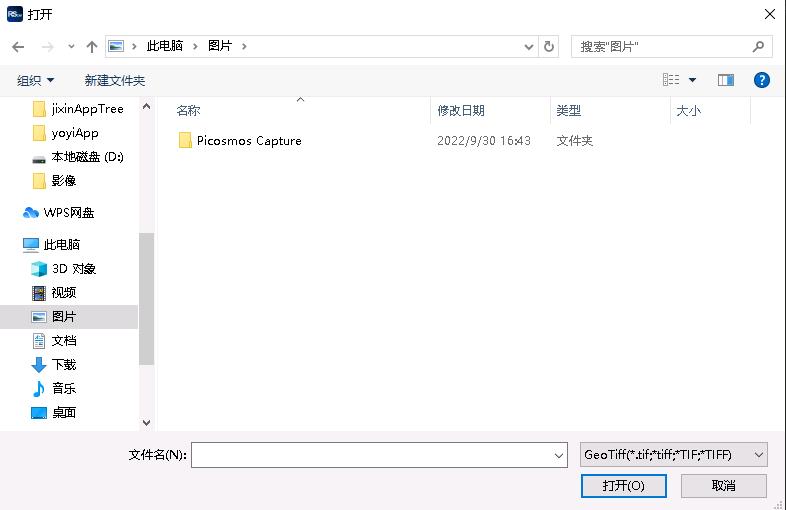 打开
此电脑 图片
搜索"图片"
组织 新建文件夹
名称 修改日期 类型 大小
Picosmos Capture 2022/9/30 16:43 文件夹
jixinAppTree
yoyiApp
本地磁盘 (D:)
影像
WPS网盘
此电脑
3D 对象
视频
图片
文档
下载
音乐
桌面
文件名(N):
GeoTiff(*.tif;*tiff;*TIF;*TIFF)
打开(O) 取消